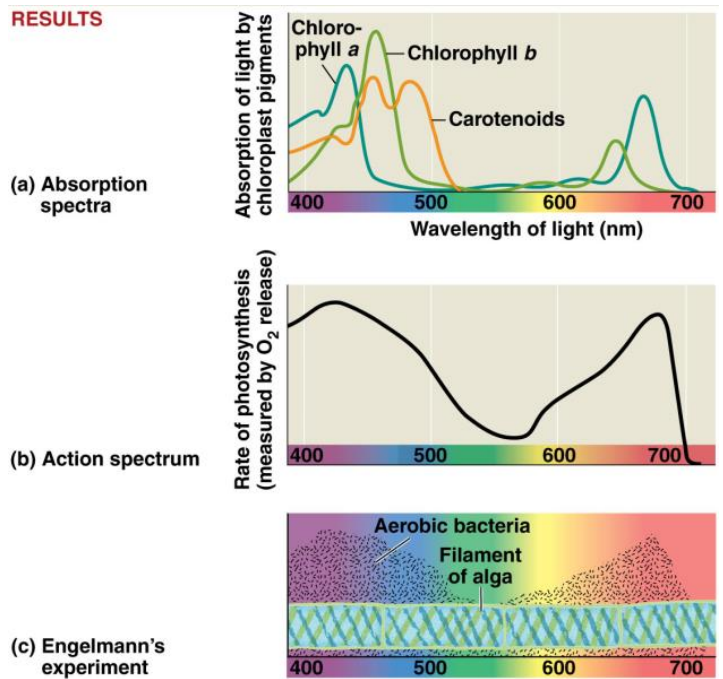 RESULTS
Chloro-
phyll a
Chlorophyll b
Carotenoids
Absorption of light by
chloroplast pigments
(a) Absorption
spectra
400 500 600 700
Wavelength of light (nm)
Rate of photosynthesis
(measured by O₂ release)
(b) Action spectrum
400 500 600 700
Aerobic bacteria
Filament
of alga
(c) Engelmann's
experiment
400 500 600 700